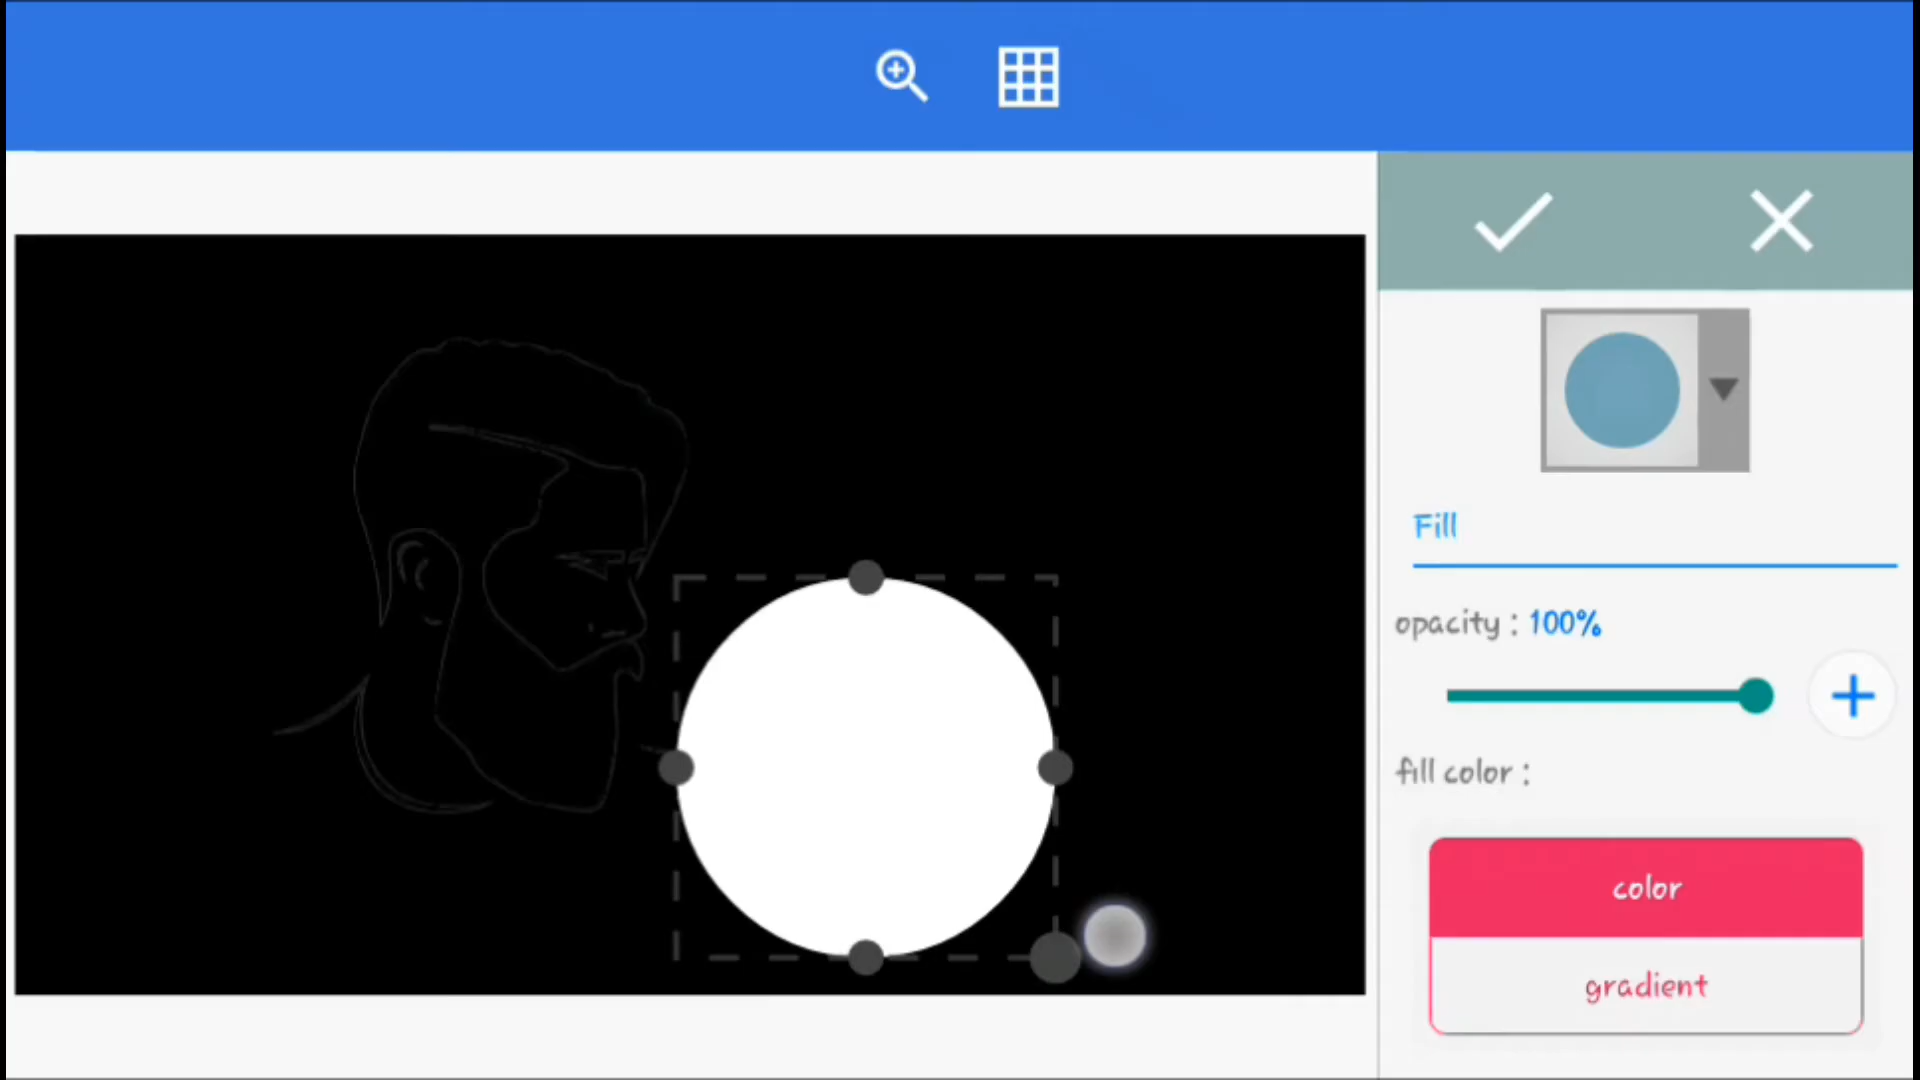 Fill
opacity : 100%
fill color :
color
gradient